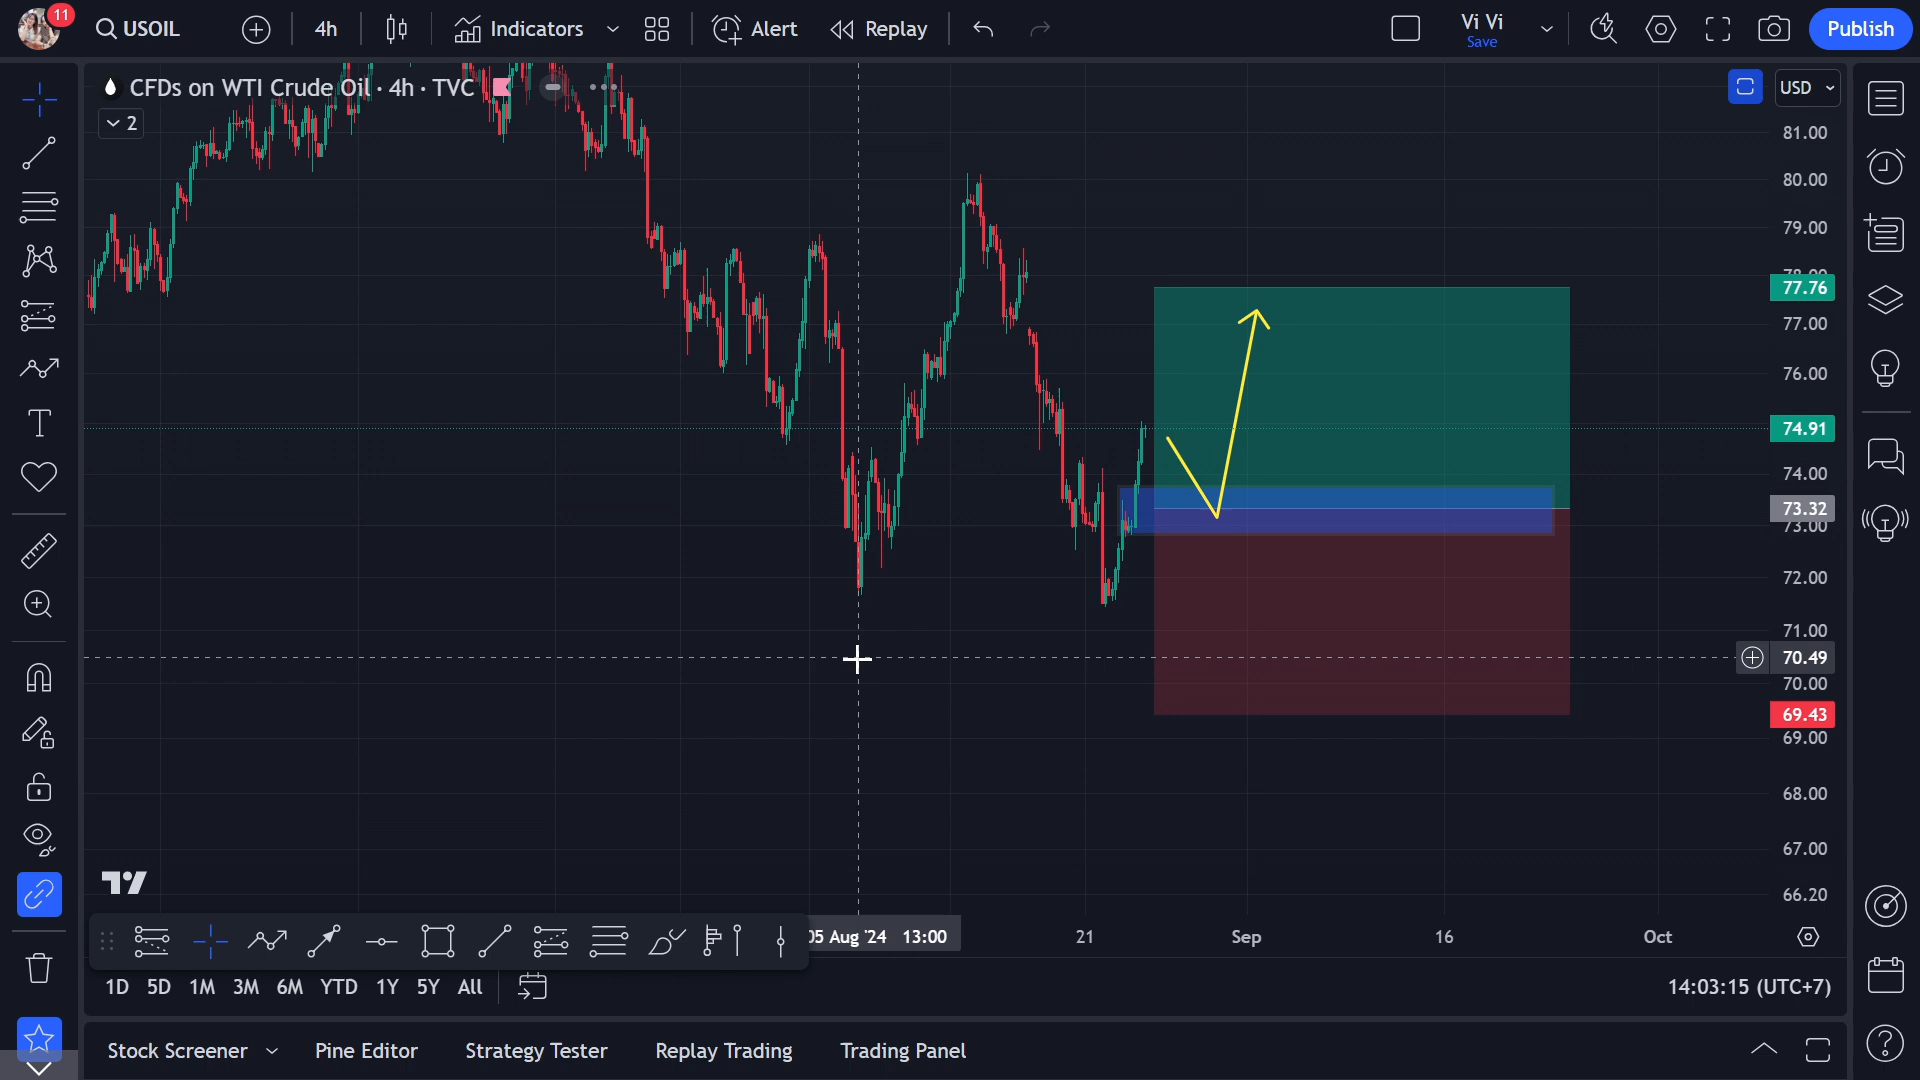 11
USOIL
4h
Indicators
Alert
Replay
Vi Vi
Save
Publish
CFDs on WTI Crude Oil · 4h · TVC
2
USD
81.00
80.00
79.00
78.00
77.76
77.00
76.00
74.91
74.00
73.32
73.00
72.00
71.00
70.49
70.00
69.43
69.00
68.00
67.00
66.20
05 Aug '24 13:00
21
Sep
16
Oct
1D 5D 1M 3M 6M YTD 1Y 5Y All
14:03:15 (UTC+7)
Stock Screener
Pine Editor
Strategy Tester
Replay Trading
Trading Panel